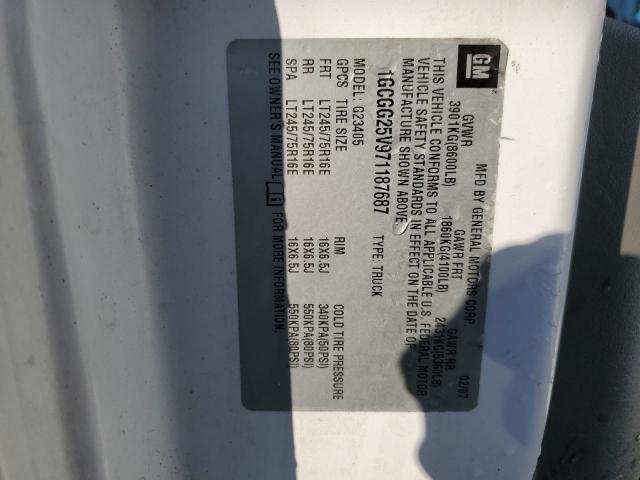 GM
MFD BY GENERAL MOTORS CORP. 02/07
GVWR GAWR FRT GAWR RR
3901KG(8600LB) 1860KG(4100LB) 2431KG(5360LB)
THIS VEHICLE CONFORMS TO ALL APPLICABLE U.S. FEDERAL MOTOR
VEHICLE SAFETY STANDARDS IN EFFECT ON THE DATE OF
MANUFACTURE SHOWN ABOVE.
1GCGG25V971187687 TYPE: TRUCK
MODEL: G23405
GPCS TIRE SIZE RIM COLD TIRE PRESSURE
FRT LT245/75R16E 16X6.5J 340KPA(50PSI)
RR LT245/75R16E 16X6.5J 550KPA(80PSI)
SPA LT245/75R16E 16X6.5J 550KPA(80PSI)
SEE OWNER'S MANUAL FOR MORE INFORMATION.